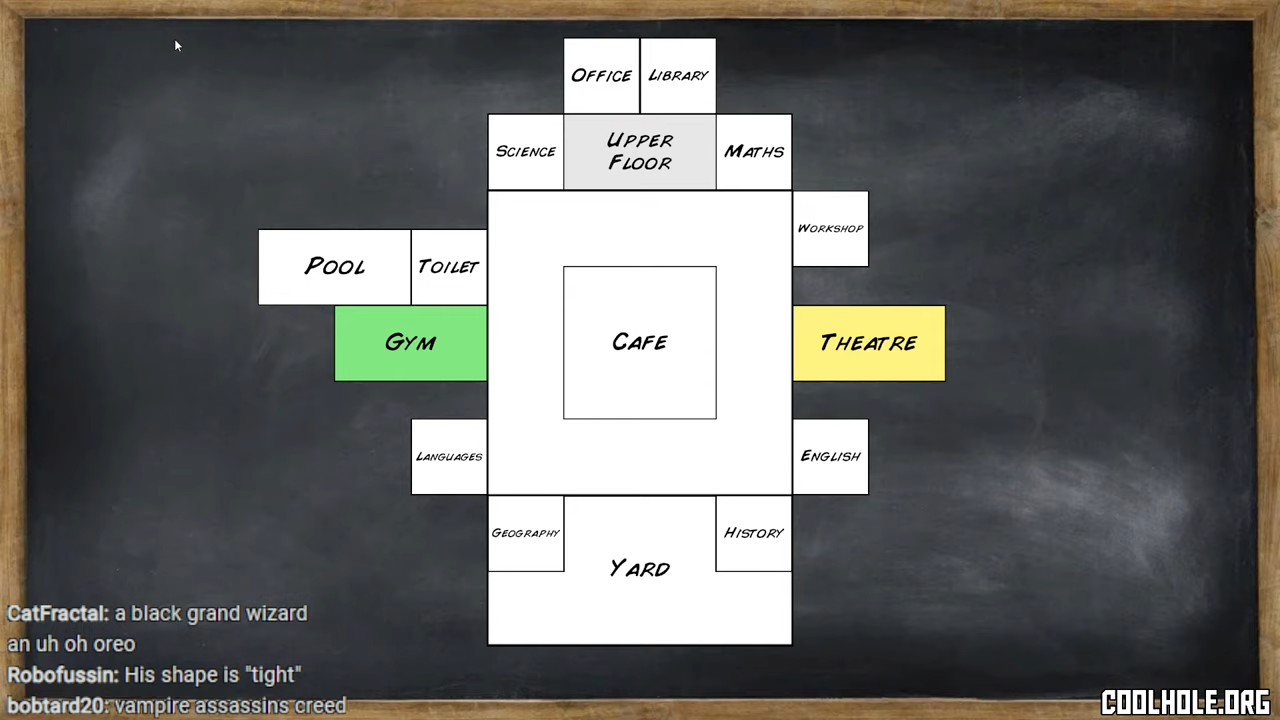 OFFICE
LIBRARY
SCIENCE
UPPER
FLOOR
MATHS
WORKSHOP
POOL
TOILET
GYM
CAFE
THEATRE
LANGUAGES
ENGLISH
GEOGRAPHY
HISTORY
YARD
CatFractal: a black grand wizard
an uh oh oreo
Robofussin: His shape is "tight"
bobtard20: vampire assassins creed
COOLHOLE.ORG